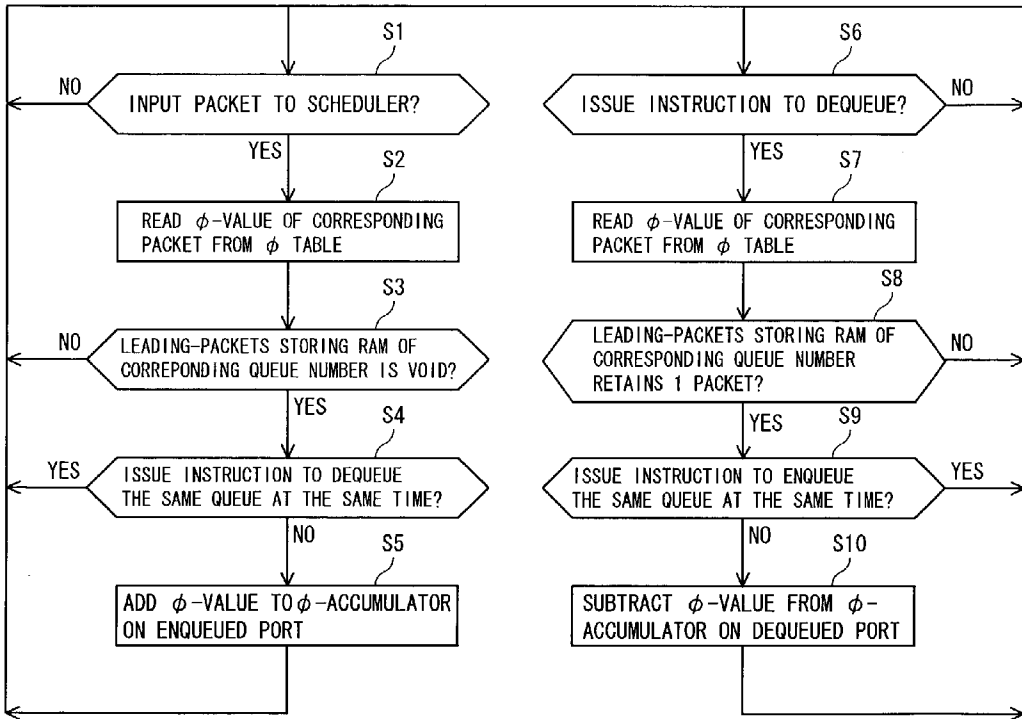 S1
NO
INPUT PACKET TO SCHEDULER?
YES
S2
READ φ-VALUE OF CORRESPONDING
PACKET FROM φ TABLE
S3
NO
LEADING-PACKETS STORING RAM OF
CORREPONDING QUEUE NUMBER IS VOID?
YES
S4
YES
ISSUE INSTRUCTION TO DEQUEUE
THE SAME QUEUE AT THE SAME TIME?
NO
S5
ADD φ-VALUE TO φ-ACCUMULATOR
ON ENQUEUED PORT
S6
ISSUE INSTRUCTION TO DEQUEUE?
NO
YES
S7
READ φ-VALUE OF CORRESPONDING
PACKET FROM φ TABLE
S8
LEADING-PACKETS STORING RAM OF
CORRESPONDING QUEUE NUMBER
RETAINS 1 PACKET?
NO
YES
S9
ISSUE INSTRUCTION TO ENQUEUE
THE SAME QUEUE AT THE SAME TIME?
YES
NO
S10
SUBTRACT φ-VALUE FROM φ-
ACCUMULATOR ON DEQUEUED PORT